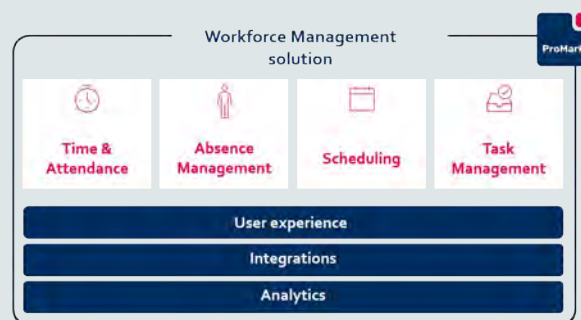 Workforce Management
solution
Time &
Attendance
Absence
Management
Scheduling
Task
Management
User experience
Integrations
Analytics